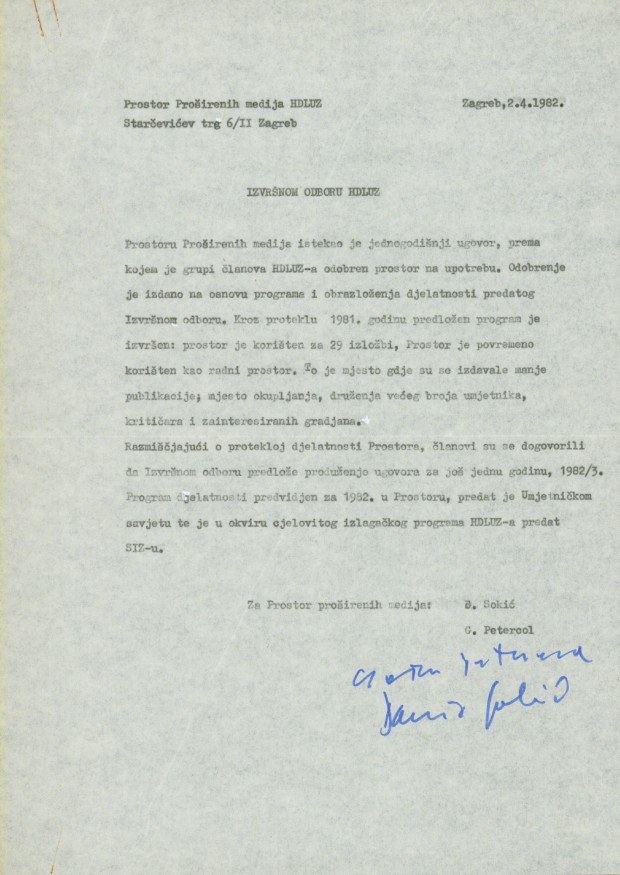 Prostor Proširenih medija HDLUZ Zagreb,2.4.1982.
Starčevićev trg 6/II Zagreb
IZVRŠNOM ODBORU HDLUZ
Prostoru Proširenih medija istekao je jednogodišnji ugovor, prema
kojem je grupi članova HDLUZ-a odobren prostor na upotrebu. Odobrenje
je izdano na osnovu programa i obrazloženja djelatnosti predatog
Izvršnom odboru. Kroz proteklu 1981. godinu predložen program je
izvršen: prostor je korišten za 29 izložbi, Prostor je povremeno
korišten kao radni prostor. To je mjesto gdje su se izdavale manje
publikacije; mjesto okupljanja, druženja većeg broja umjetnika,
kritičara i zainteresiranih gradjana.
Razmiščjajući o protekloj djelatnosti Prostora, članovi su se dogovorili
da Izvršnom odboru predlože produženje ugovora za još jednu godinu, 1982/3.
Program djelatnosti predvidjen za 1982. u Prostoru, predat je Umjetničkom
savjetu te je u okviru cjelovitog izlagačkog programa HDLUZ-a predat
SIZ-u.
Za Prostor proširenih medija: D. Sokić
G. Petercol